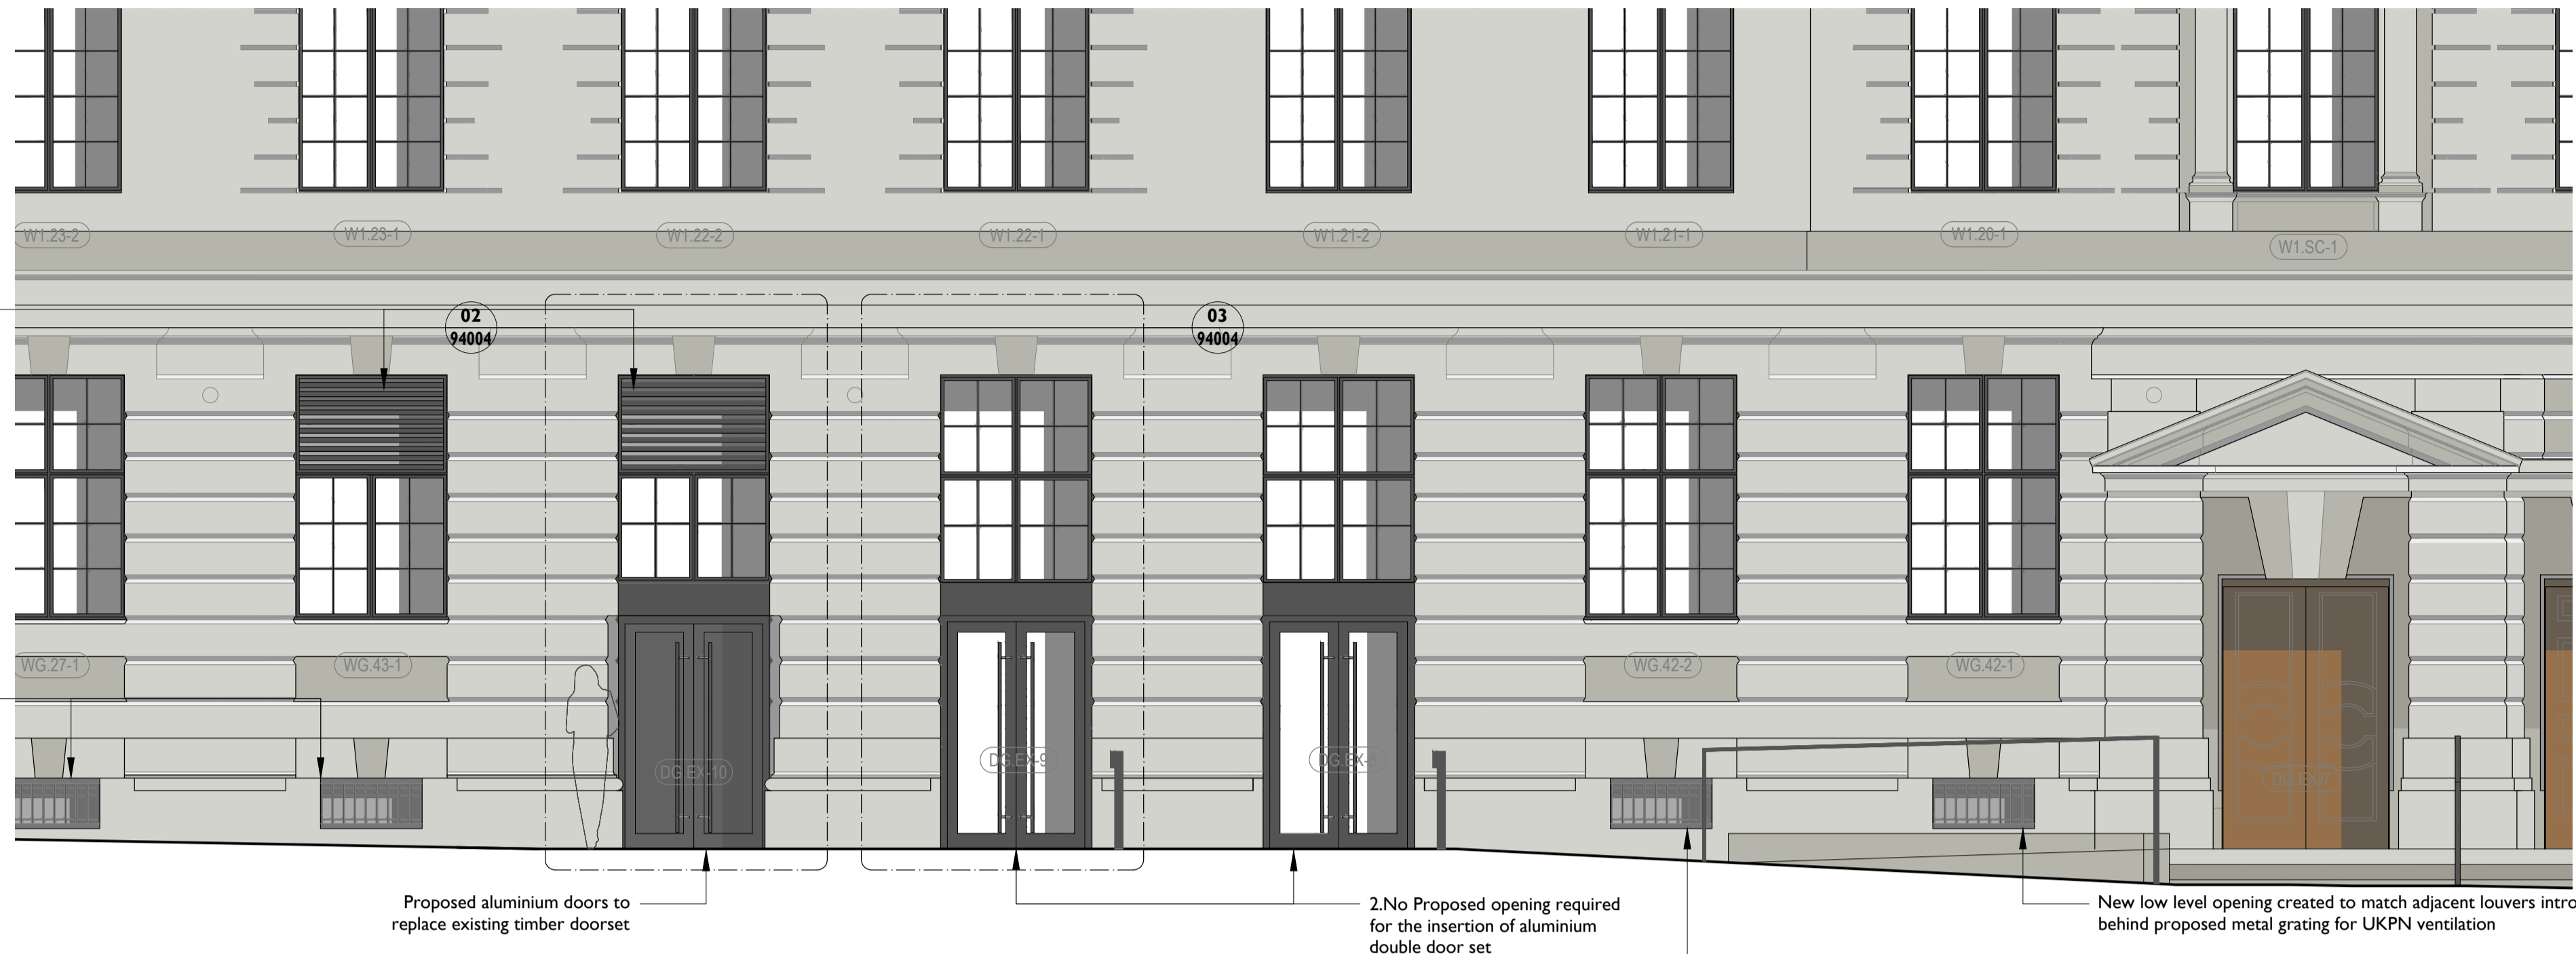 W1.23-2
W1.23-1
W1.22-2
W1.22-1
W1.21-2
W1.21-1
W1.20-1
W1.SC-1
02
94004
03
94004
WG.27-1
WG.43-1
WG.42-2
WG.42-1
DG.EX-10
DG.EX-9
DG.EX-7
Proposed aluminium doors to
replace existing timber doorset
2.No Proposed opening required
for the insertion of aluminium
double door set
New low level opening created to match adjacent louvers intro
behind proposed metal grating for UKPN ventilation